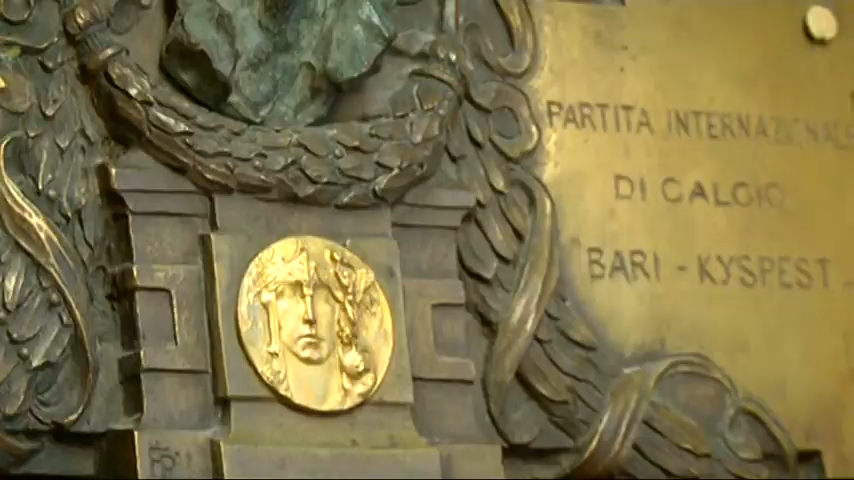 PARTITA INTERNAZIONALE
DI CALCIO
BARI - KYSPEST.